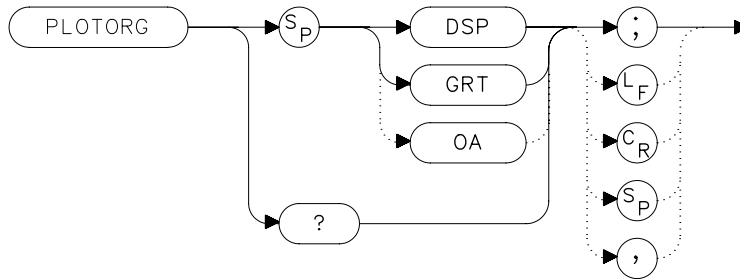 PLOTORG SP DSP ;
GRT LF
OA CR
SP
?
,